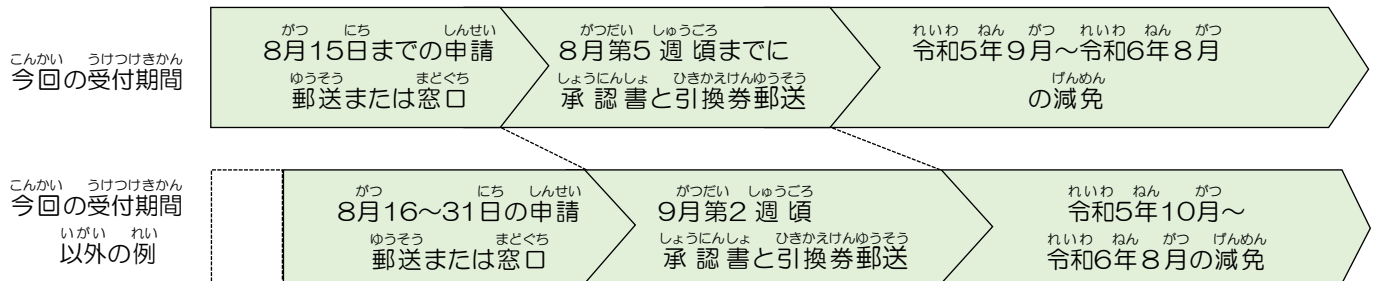 こんかい うけつけきかん
今回の受付期間
がつ にち しんせい
8月15日までの申請
ゆうそう まどぐち
郵送または窓口
がつだい しゅうごろ
8月第5週頃までに
しょうにんしょ ひきかえけんゆうそう
承認書と引換券郵送
れいわ ねん がつ れいわ ねん がつ
令和5年9月～令和6年8月
げんめん
の減免
こんかい うけつけきかん
今回の受付期間
いがい れい
以外の例
がつ にち しんせい
8月16～31日の申請
ゆうそう まどぐち
郵送または窓口
がつだい しゅうごろ
9月第2週頃
しょうにんしょ ひきかえけんゆうそう
承認書と引換券郵送
れいわ ねん がつ
令和5年10月～
れいわ ねん がつ げんめん
令和6年8月の減免